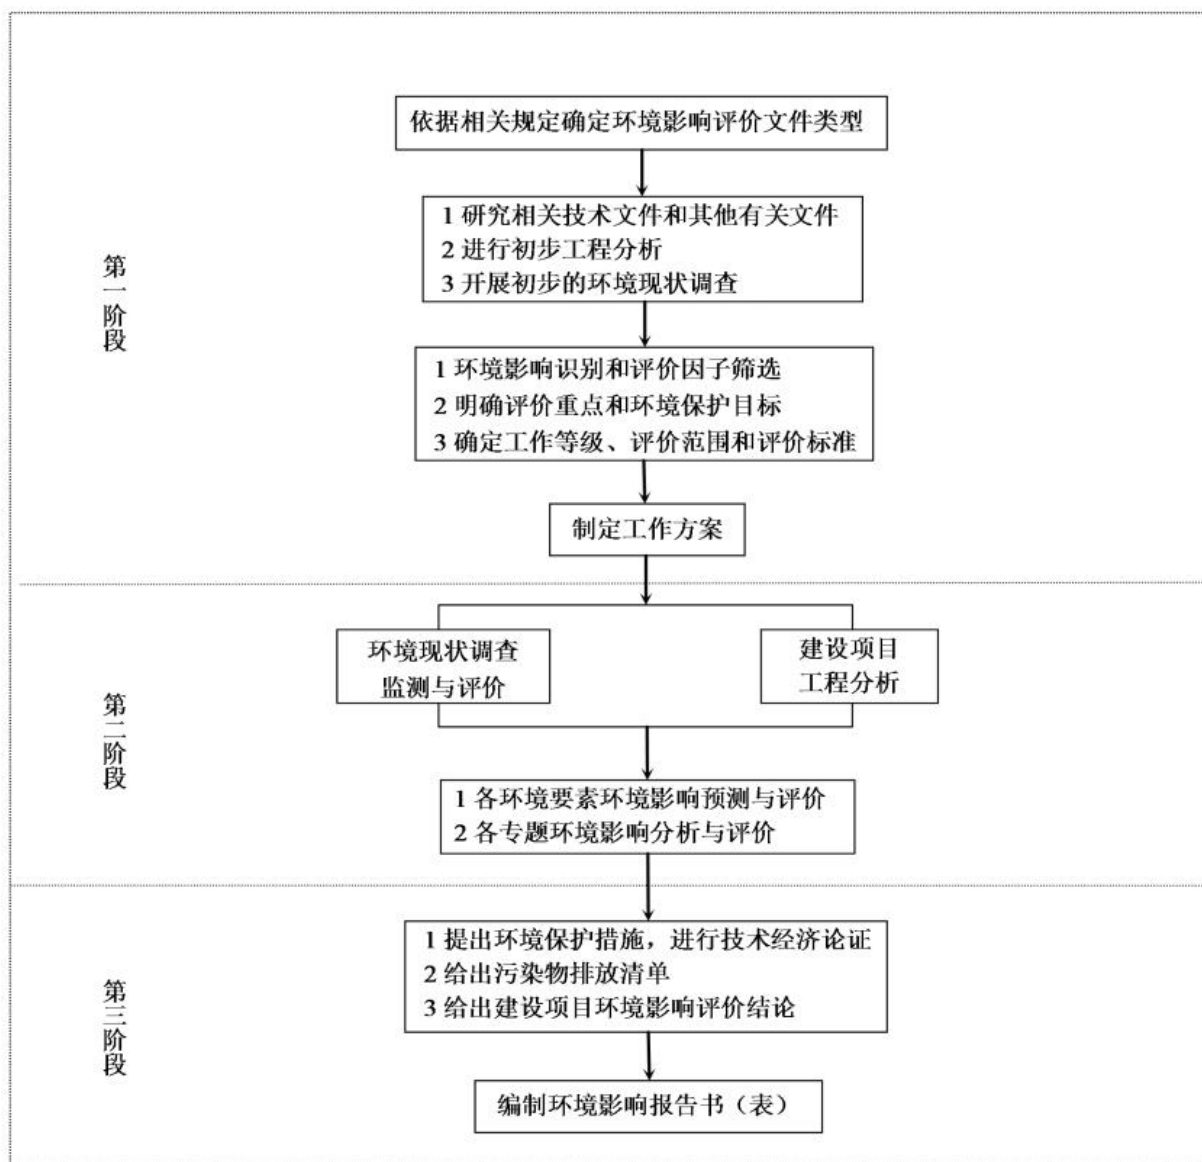 依据相关规定确定环境影响评价文件类型
1 研究相关技术文件和其他有关文件
2 进行初步工程分析
3 开展初步的环境现状调查
第一阶段
1 环境影响识别和评价因子筛选
2 明确评价重点和环境保护目标
3 确定工作等级、评价范围和评价标准
制定工作方案
环境现状调查
监测与评价
建设项目
工程分析
第二阶段
1 各环境要素环境影响预测与评价
2 各专题环境影响分析与评价
1 提出环境保护措施，进行技术经济论证
2 给出污染物排放清单
3 给出建设项目环境影响评价结论
第三阶段
编制环境影响报告书（表）